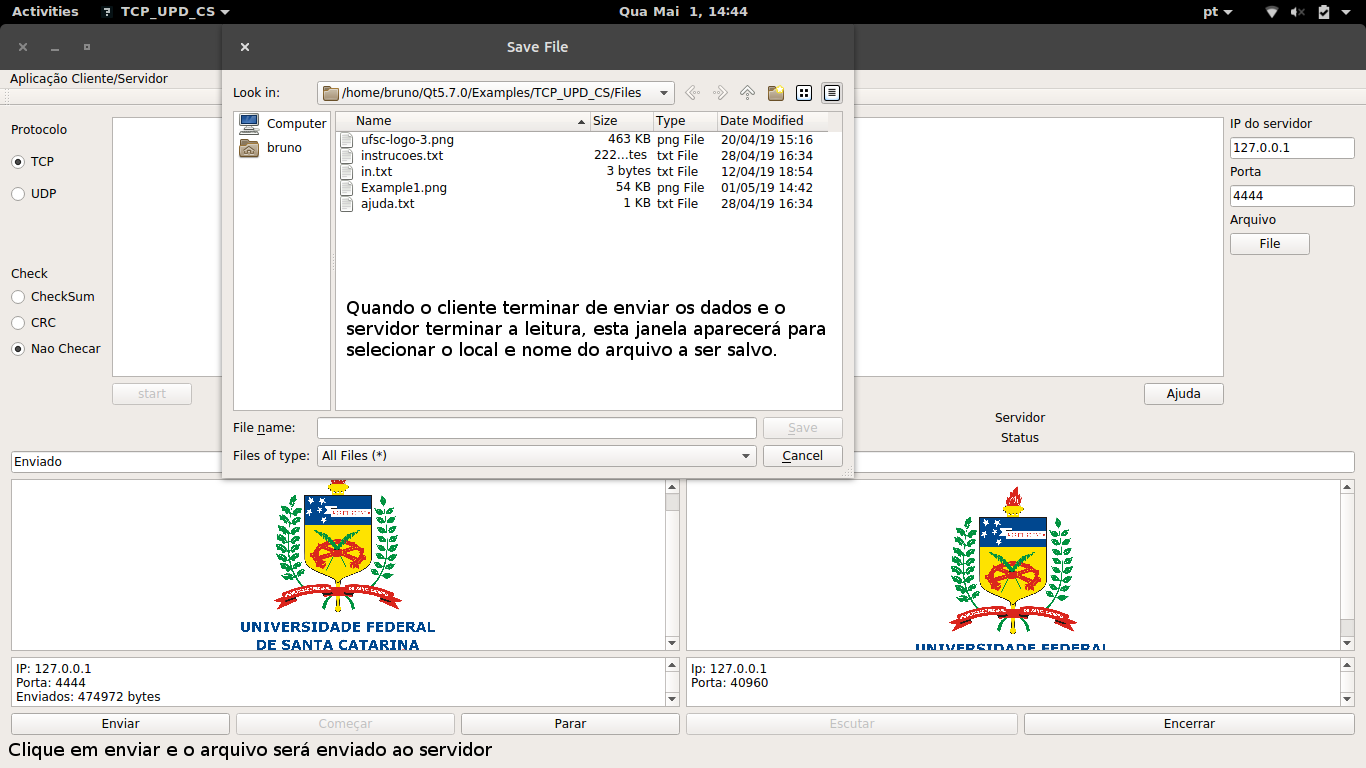 Activities
TCP_UPD_CS
Qua Mai 1, 14:44
pt
Save File
Aplicação Cliente/Servidor
Look in:
/home/bruno/Qt5.7.0/Examples/TCP_UPD_CS/Files
Computer
bruno
Name Size Type Date Modified
ufsc-logo-3.png 463 KB png File 20/04/19 15:16
instrucoes.txt 222...tes txt File 28/04/19 16:34
in.txt 3 bytes txt File 12/04/19 18:54
Example1.png 54 KB png File 01/05/19 14:42
ajuda.txt 1 KB txt File 28/04/19 16:34
Quando o cliente terminar de enviar os dados e o
servidor terminar a leitura, esta janela aparecerá para
selecionar o local e nome do arquivo a ser salvo.
File name:
Save
Files of type:
All Files (*)
Cancel
Protocolo
TCP
UDP
Check
CheckSum
CRC
Nao Checar
start
IP do servidor
127.0.0.1
Porta
4444
Arquivo
File
Ajuda
Servidor
Status
Enviado
UNIVERSIDADE FEDERAL
DE SANTA CATARINA
UNIVERSIDADE FEDERAL
IP: 127.0.0.1
Porta: 4444
Enviados: 474972 bytes
Ip: 127.0.0.1
Porta: 40960
Enviar
Começar
Parar
Escutar
Encerrar
Clique em enviar e o arquivo será enviado ao servidor